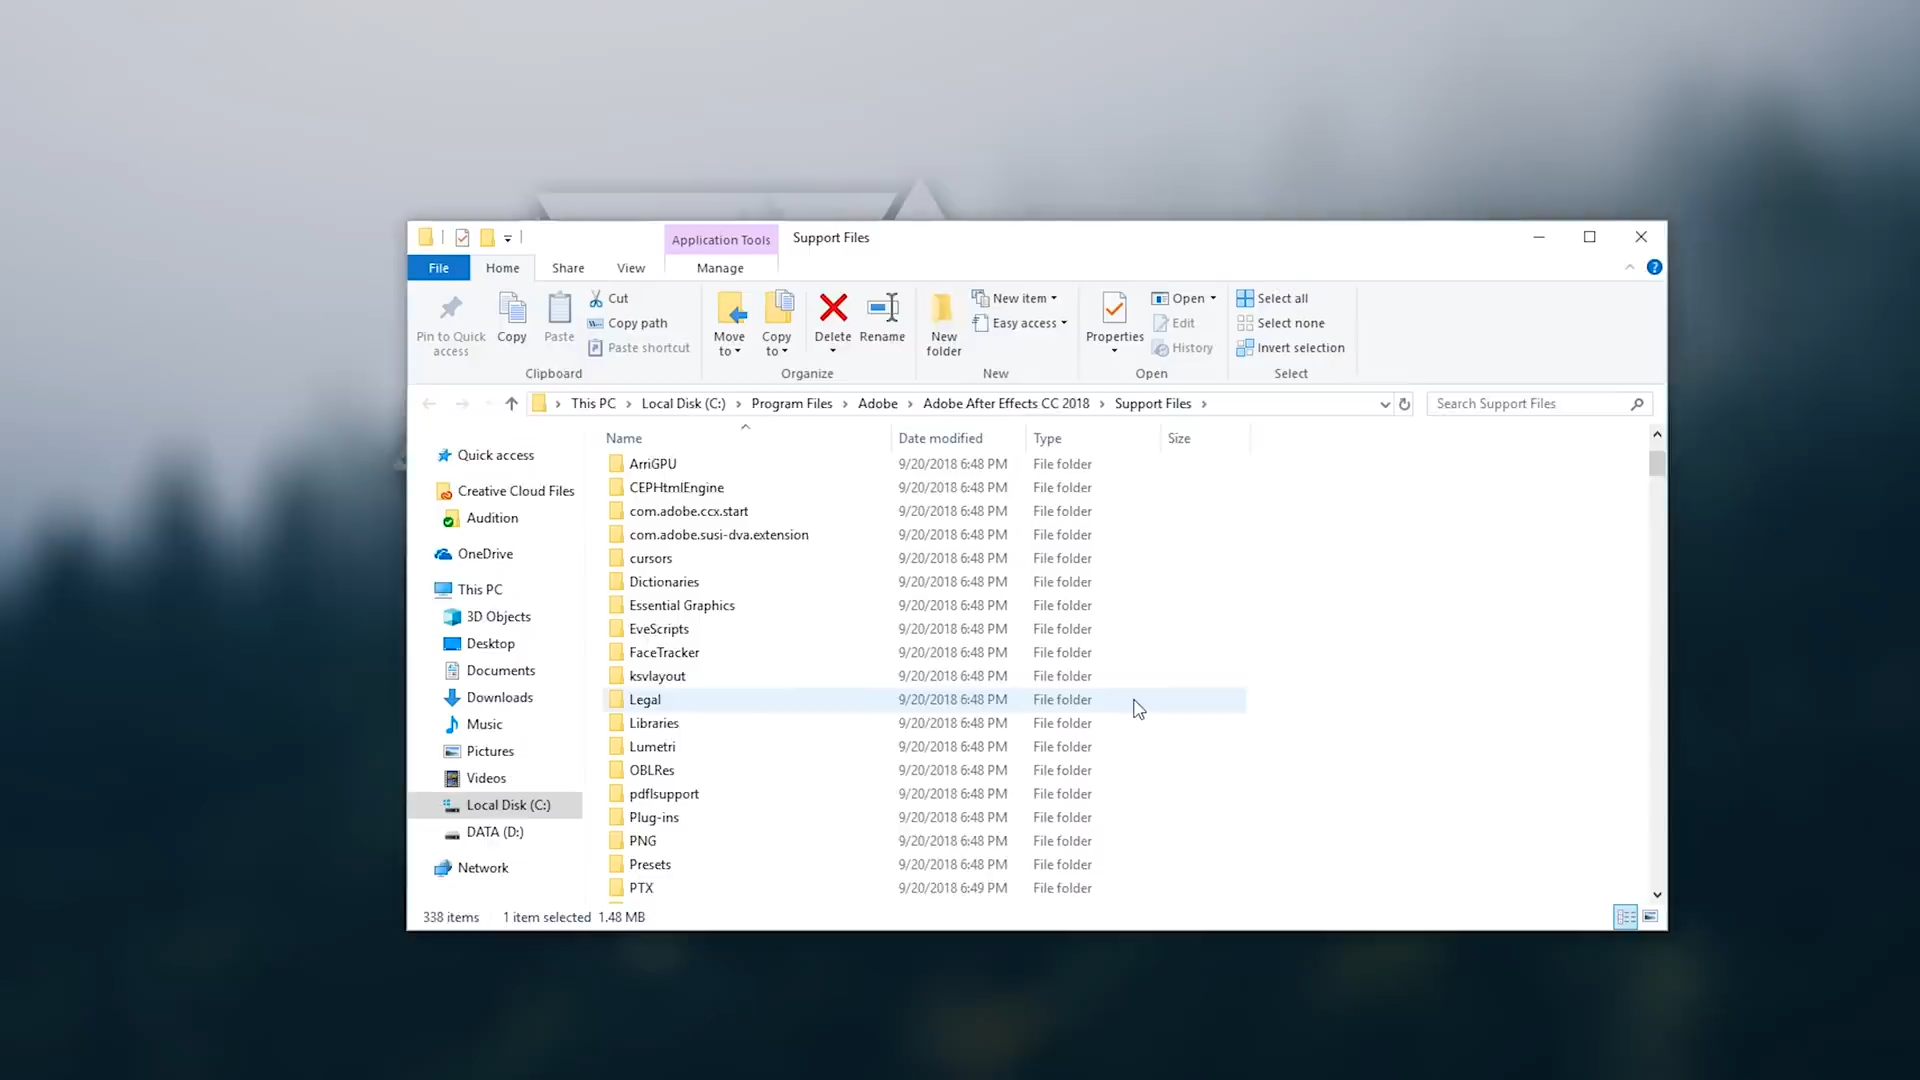 Application Tools
Support Files
File
Home
Share
View
Manage
Pin to Quick
access
Copy
Paste
Cut
Copy path
Paste shortcut
Move
to
Copy
to
Delete
Rename
New
folder
New item
Easy access
Properties
Open
Edit
History
Select all
Select none
Invert selection
Clipboard
Organize
New
Open
Select
This PC
Local Disk (C:)
Program Files
Adobe
Adobe After Effects CC 2018
Support Files
Search Support Files
Quick access
Creative Cloud Files
Audition
OneDrive
This PC
3D Objects
Desktop
Documents
Downloads
Music
Pictures
Videos
Local Disk (C:)
DATA (D:)
Network
Name Date modified Type Size
ArriGPU 9/20/2018 6:48 PM File folder
CEPHtmlEngine 9/20/2018 6:48 PM File folder
com.adobe.ccx.start 9/20/2018 6:48 PM File folder
com.adobe.susi-dva.extension 9/20/2018 6:48 PM File folder
cursors 9/20/2018 6:48 PM File folder
Dictionaries 9/20/2018 6:48 PM File folder
Essential Graphics 9/20/2018 6:48 PM File folder
EveScripts 9/20/2018 6:48 PM File folder
FaceTracker 9/20/2018 6:48 PM File folder
ksvlayout 9/20/2018 6:48 PM File folder
Legal 9/20/2018 6:48 PM File folder
Libraries 9/20/2018 6:48 PM File folder
Lumetri 9/20/2018 6:48 PM File folder
OBLRes 9/20/2018 6:48 PM File folder
pdflsupport 9/20/2018 6:48 PM File folder
Plug-ins 9/20/2018 6:48 PM File folder
PNG 9/20/2018 6:48 PM File folder
Presets 9/20/2018 6:48 PM File folder
PTX 9/20/2018 6:49 PM File folder
338 items 1 item selected 1.48 MB